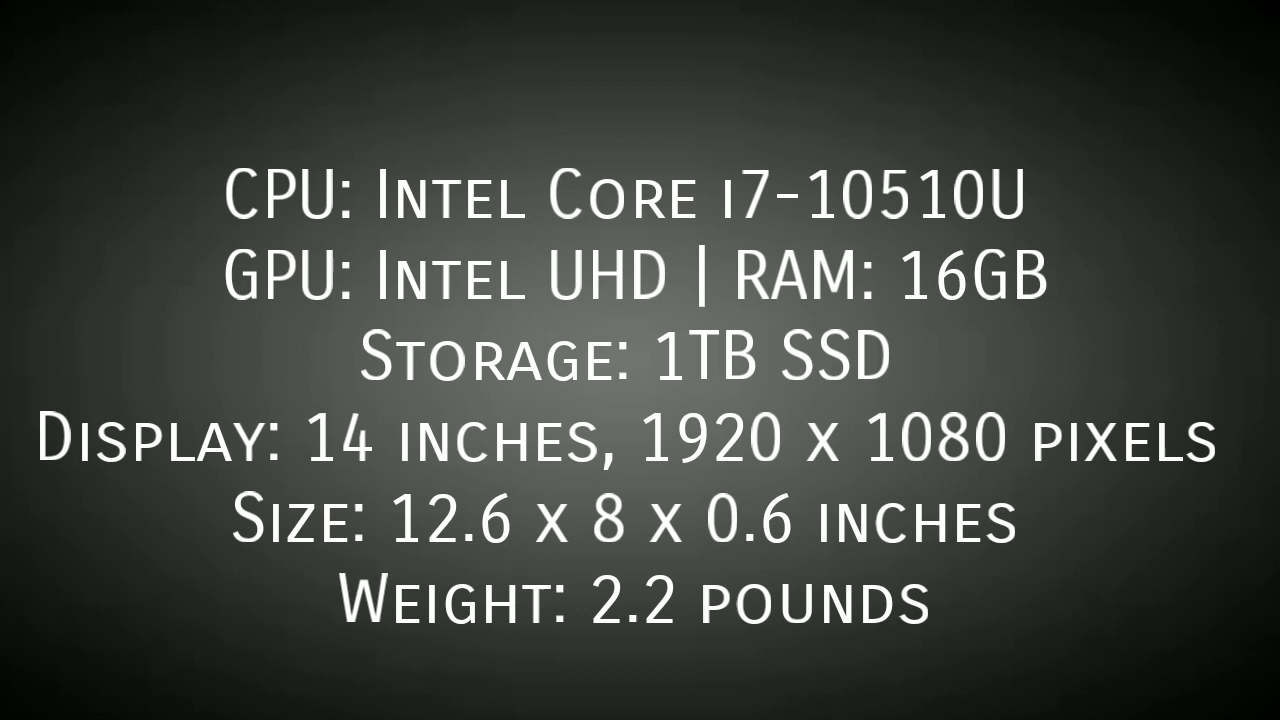 CPU: Intel Core i7-10510U
GPU: Intel UHD | RAM: 16GB
Storage: 1TB SSD
Display: 14 inches, 1920 x 1080 pixels
Size: 12.6 x 8 x 0.6 inches
Weight: 2.2 pounds